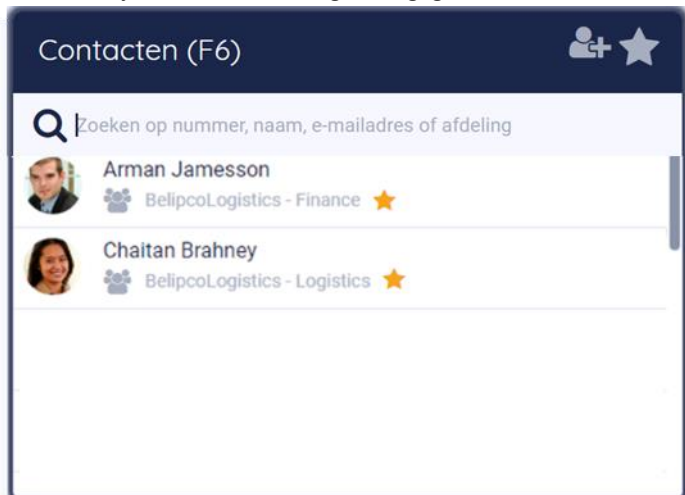 Contacten (F6)
Zoeken op nummer, naam, e-mailadres of afdeling
Arman Jamesson
BelipcoLogistics - Finance
Chaitan Brahney
BelipcoLogistics - Logistics